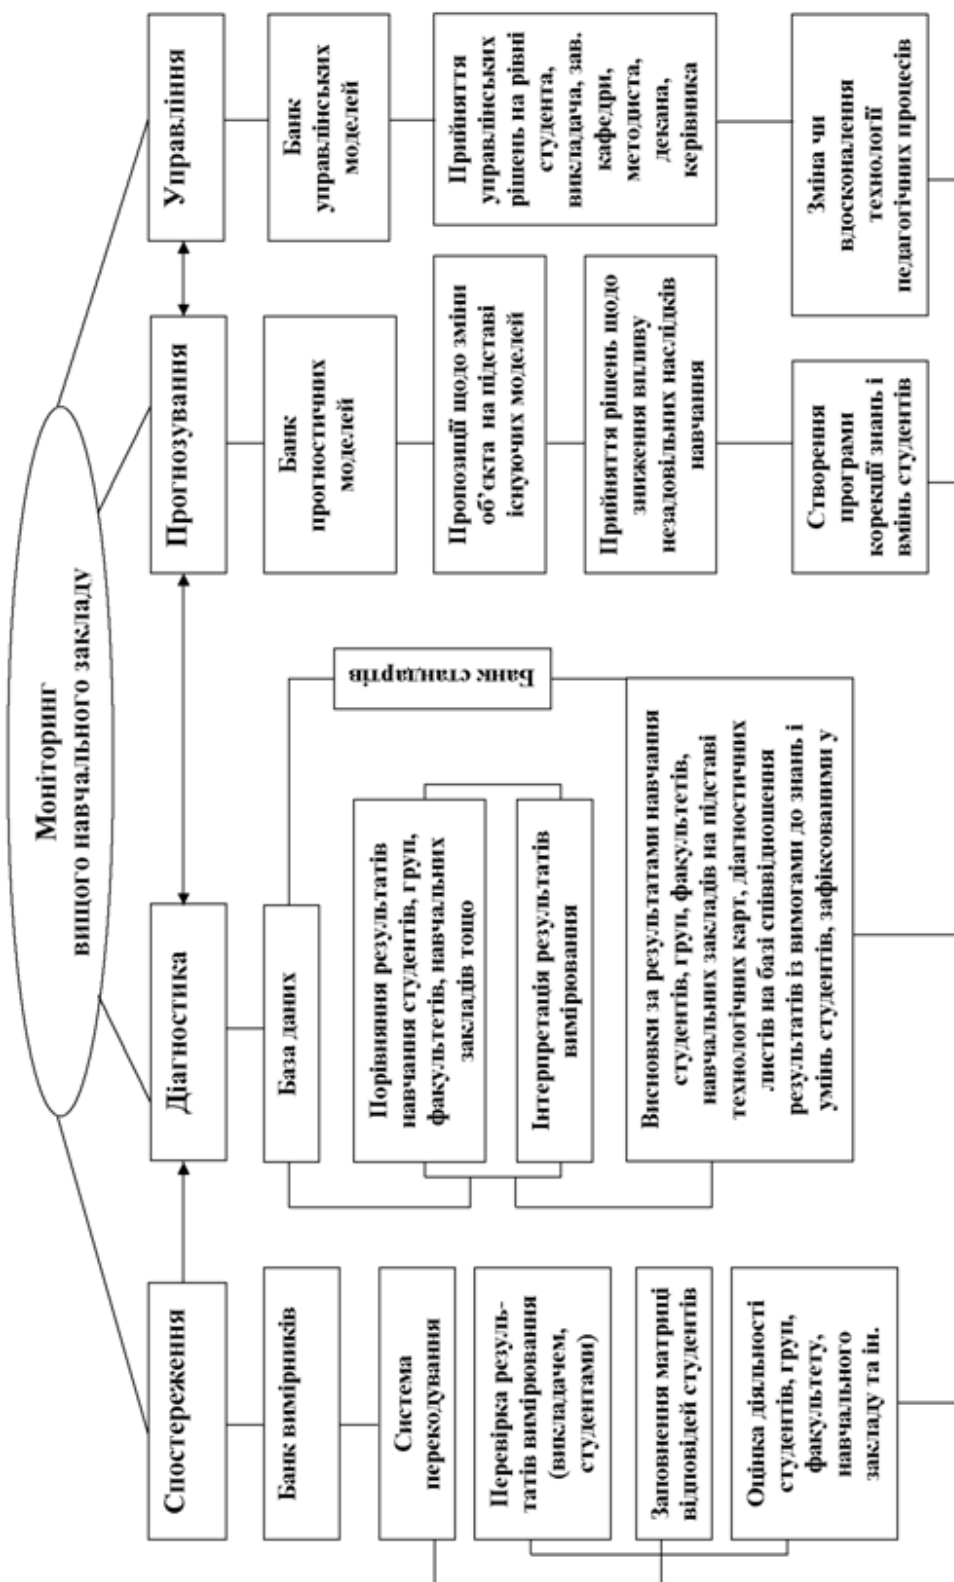 Моніторинг
вищого навчального закладу
Спостереження
Діагностика
Прогнозування
Управління
Банк вимірників
Система
перекодування
Перевірка резуль-
татів вимірювання
(викладачем,
студентами)
Заповнення матриці
відповідей студентів
Оцінка діяльності
студентів, груп,
факультету,
навчального
закладу та ін.
База даних
Банк стандартів
Порівняння результатів
навчання студентів, груп,
факультетів, навчальних
закладів тощо
Інтерпретація результатів
вимірювання
Висновки за результатами навчання
студентів, груп, факультетів,
навчальних закладів на підставі
технологічних карт, діагностичних
листів на базі співвідношення
результатів із вимогами до знань і
умінь студентів, зафіксованими у
Банк
прогностичних
моделей
Пропозиції щодо зміни
об’єкта на підставі
існуючих моделей
Прийняття рішень щодо
зниження впливу
незадовільних наслідків
навчання
Створення
програми
корекції знань і
вмінь студентів
Банк
управлінських
моделей
Прийняття
управлінських
рішень на рівні
студента,
викладача, зав.
кафедри,
методиста,
декана,
керівника
Зміна чи
вдосконалення
технології
педагогічних процесів